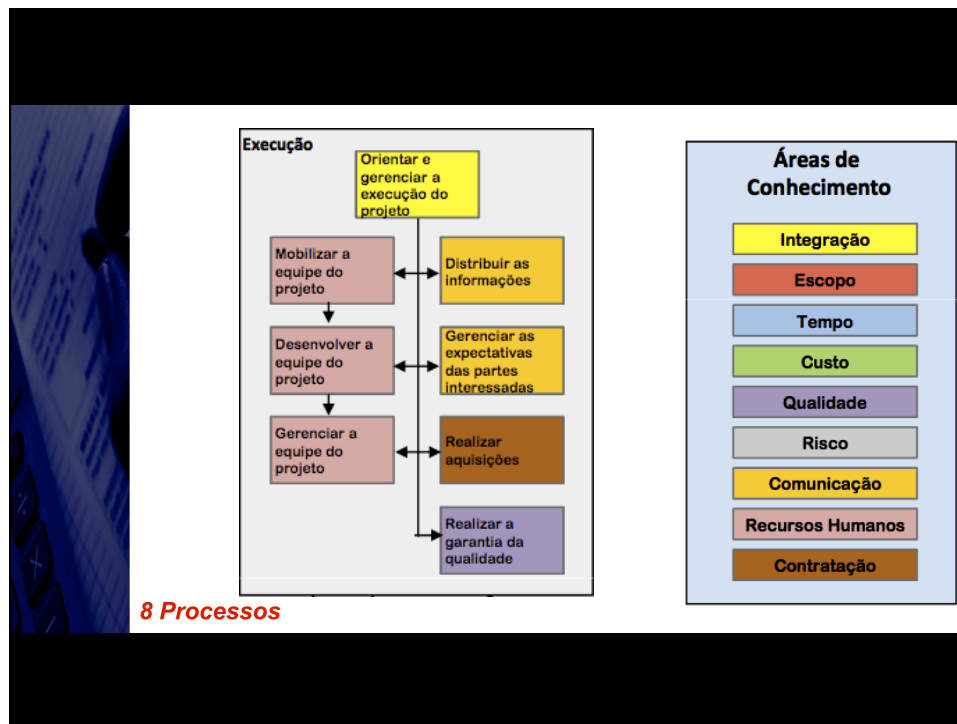 Execução
Orientar e
gerenciar a
execução do
projeto
Mobilizar a
equipe do
projeto
Distribuir as
informações
Desenvolver a
equipe do
projeto
Gerenciar as
expectativas
das partes
interessadas
Gerenciar a
equipe do
projeto
Realizar
aquisições
Realizar a
garantia da
qualidade
8 Processos
Áreas de
Conhecimento
Integração
Escopo
Tempo
Custo
Qualidade
Risco
Comunicação
Recursos Humanos
Contratação